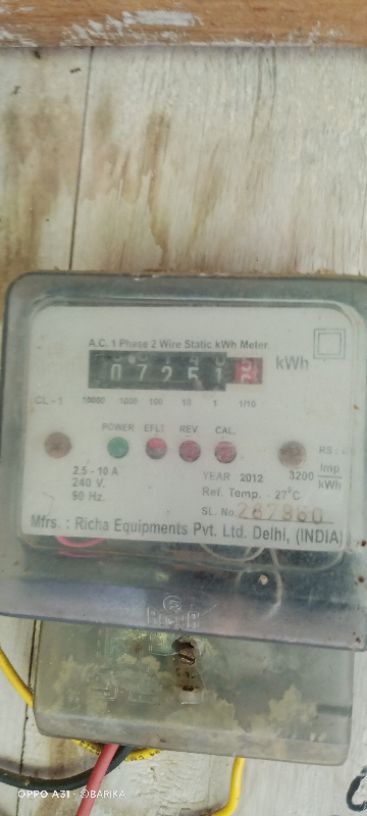 A.C. 1 Phase 2 Wire Static kWh Meter.
07251 kWh
CL - 1 10000 1000 100 10 1 1/10
POWER EFLT REV. CAL.
2.5 - 10 A
240 V.
50 Hz.
YEAR 2012
Ref. Temp. - 27°C
3200 Imp/kWh
SL. No.
Mfrs. : Richa Equipments Pvt. Ltd. Delhi, (INDIA)
OPPO A31 · ©BARIKA